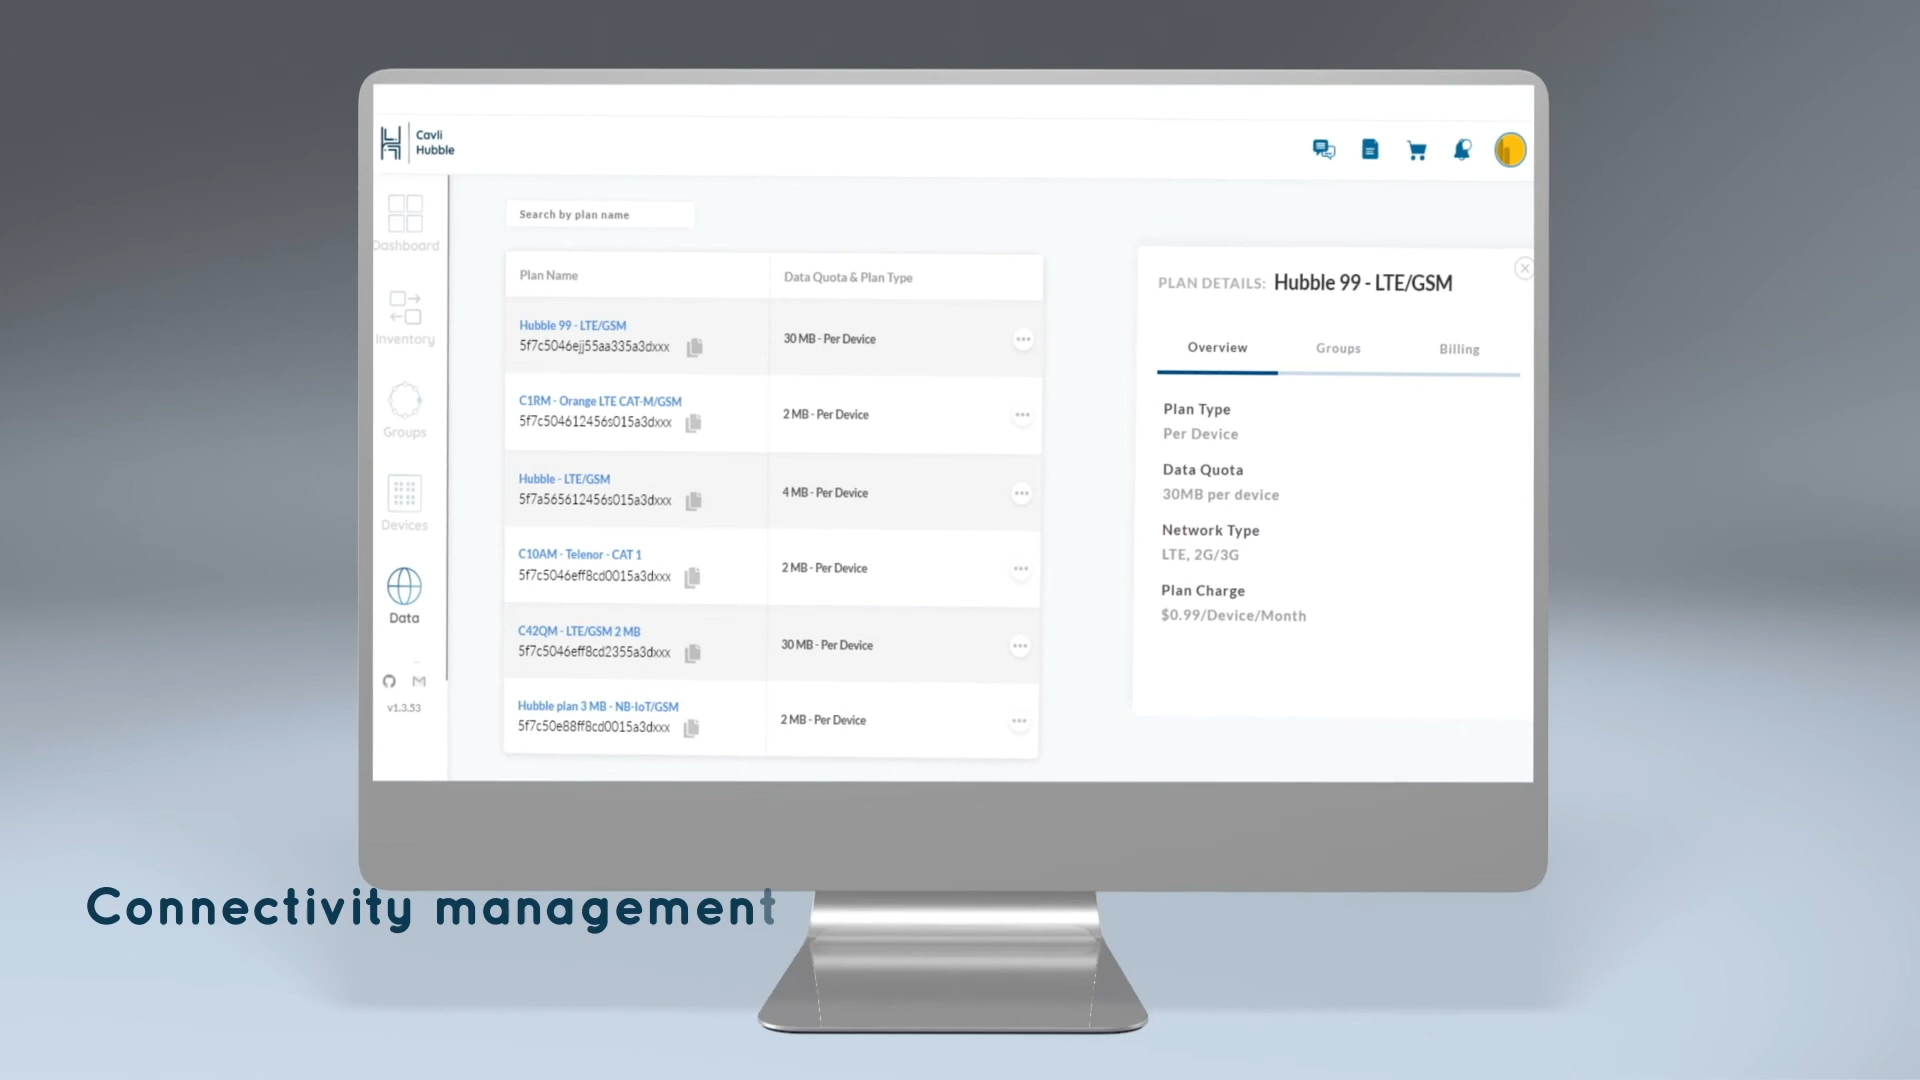 Cavli
Hubble
Dashboard
Inventory
Groups
Devices
Data
v1.3.53
Search by plan name
Plan Name
Data Quota & Plan Type
Hubble 99 - LTE/GSM
5f7c5046ejj55aa335a3dxxx
30 MB - Per Device
C1RM - Orange LTE CAT-M/GSM
5f7c504612456s015a3dxxx
2 MB - Per Device
Hubble - LTE/GSM
5f7a565612456s015a3dxxx
4 MB - Per Device
C10AM - Telenor - CAT 1
5f7c5046eff8cd0015a3dxxx
2 MB - Per Device
C42QM - LTE/GSM 2 MB
5f7c5046eff8cd2355a3dxxx
30 MB - Per Device
Hubble plan 3 MB - NB-IoT/GSM
5f7c50e88ff8cd0015a3dxxx
2 MB - Per Device
PLAN DETAILS: Hubble 99 - LTE/GSM
Overview Groups Billing
Plan Type
Per Device
Data Quota
30MB per device
Network Type
LTE, 2G/3G
Plan Charge
$0.99/Device/Month
Connectivity management